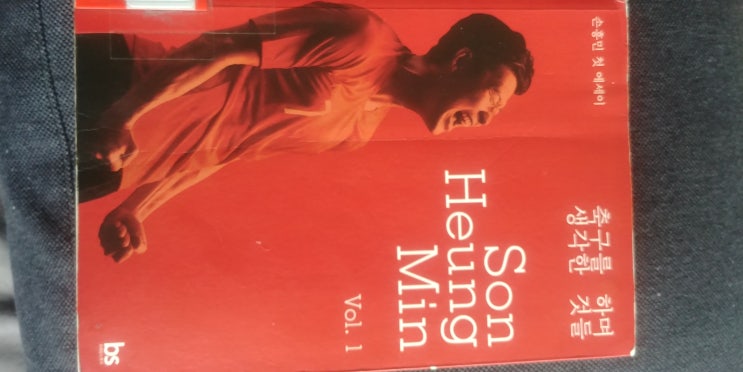 손흥민 첫 에세이
축구를 하며
생각한 것들
Son
Heung
Min
Vol. 1
bs